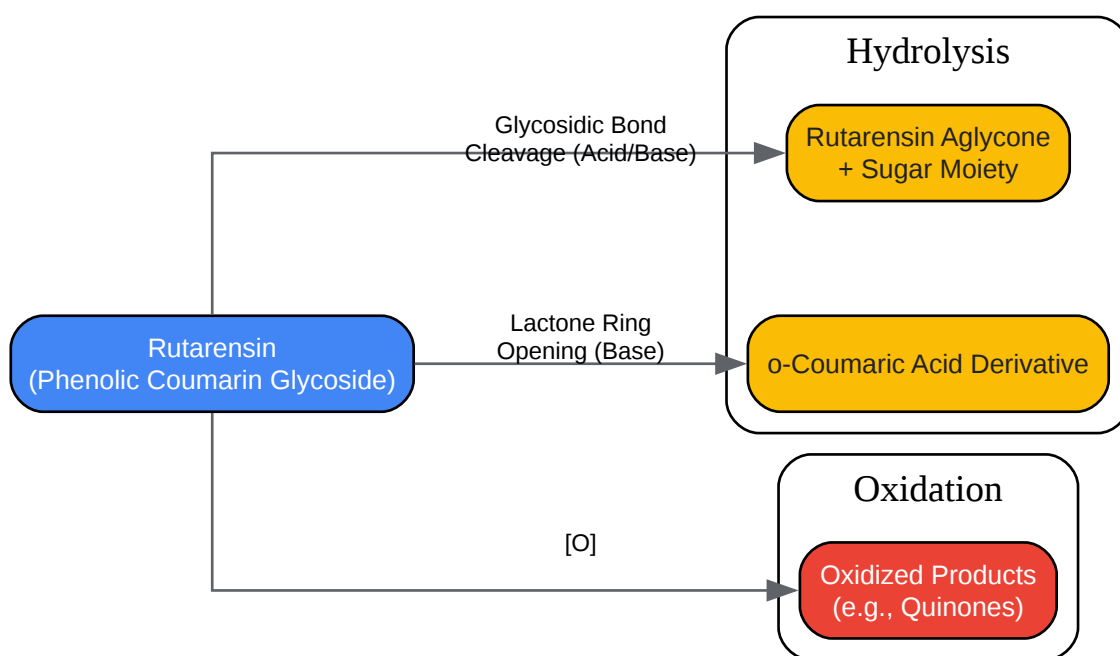 Hydrolysis
Glycosidic Bond
Cleavage (Acid/Base)
Rutarensin Aglycone
+ Sugar Moiety
Rutarensin
(Phenolic Coumarin Glycoside)
Lactone Ring
Opening (Base)
o-Coumaric Acid Derivative
Oxidation
[O]
Oxidized Products
(e.g., Quinones)